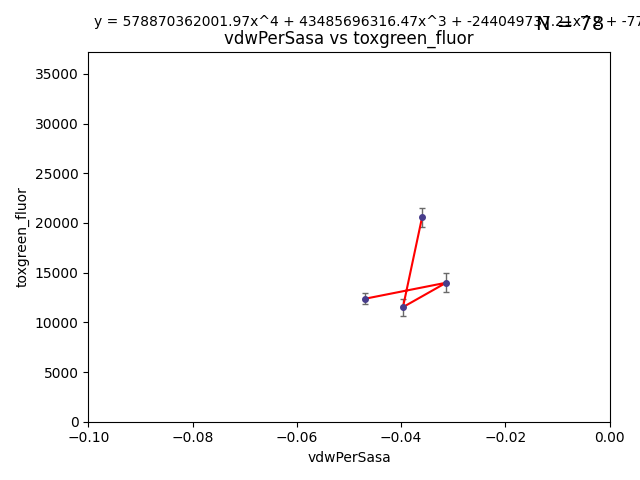 y = 578870362001.97x^4 + 43485696316.47x^3 + + -77
N = 78
vdwPerSasa vs toxgreen_fluor
toxgreen_fluor
35000
30000
25000
20000
15000
10000
5000
0
−0.10
−0.08
−0.06
−0.04
−0.02
0.00
vdwPerSasa